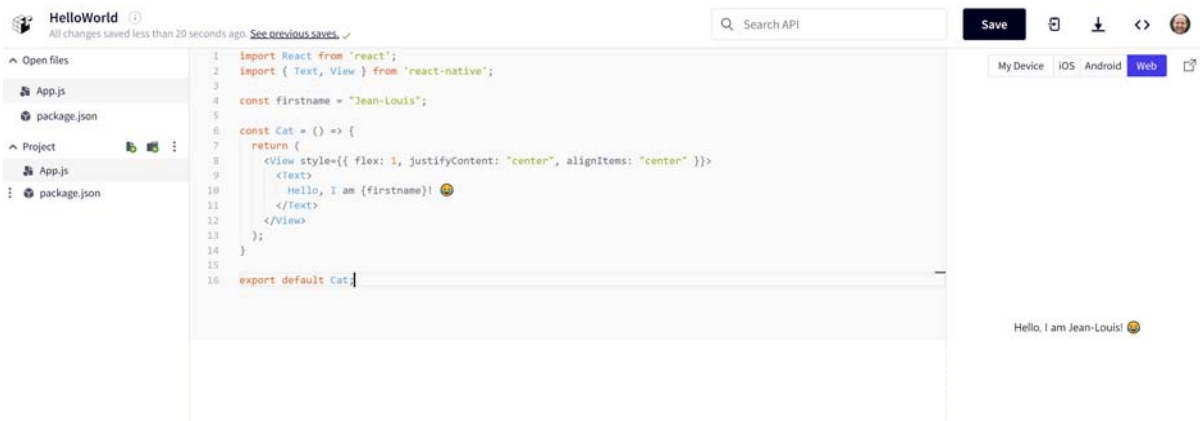 HelloWorld
All changes saved less than 20 seconds ago. See previous saves.
Search API
Save
Open files
App.js
package.json
Project
App.js
package.json
1 import React from 'react';
2 import { Text, View } from 'react-native';
3
4 const firstname = "Jean-Louis";
5
6 const Cat = () => {
7 return (
8 <View style={{ flex: 1, justifyContent: "center", alignItems: "center" }}>
9 <Text>
10 Hello, I am {firstname}! 😹
11 </Text>
12 </View>
13 );
14 }
15
16 export default Cat;
My Device iOS Android Web
Hello, I am Jean-Louis! 😹